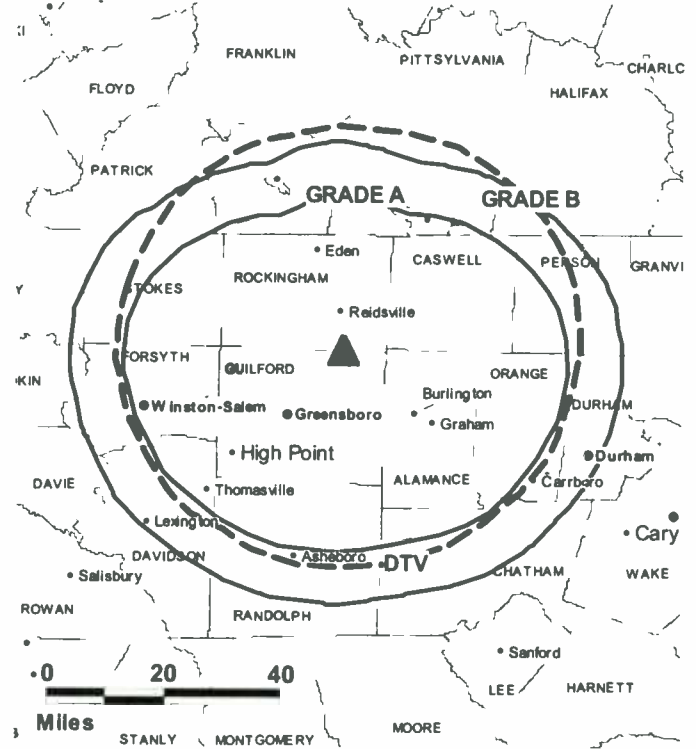 FRANKLIN
PITTSYLVANIA
CHARLC
FLOYD
HALIFAX
PATRICK
GRADE A
GRADE B
Eden
CASWELL
PERSON
GRANVI
ROCKINGHAM
STOKES
Reidsville
FORSYTH
GUILFORD
ORANGE
KIN
Burlington
DURHAM
Winston-Salem
Greensboro
Graham
High Point
Durham
DAVIE
Thomasville
ALAMANCE
Carrboro
Lexington
Cary
DAVIDSON
Asheboro
DTV
CHATHAM
WAKE
Salisbury
ROWAN
RANDOLPH
Sanford
0 20 40
LEE
HARNETT
Miles
MOORE
STANLY
MONTGOMERY